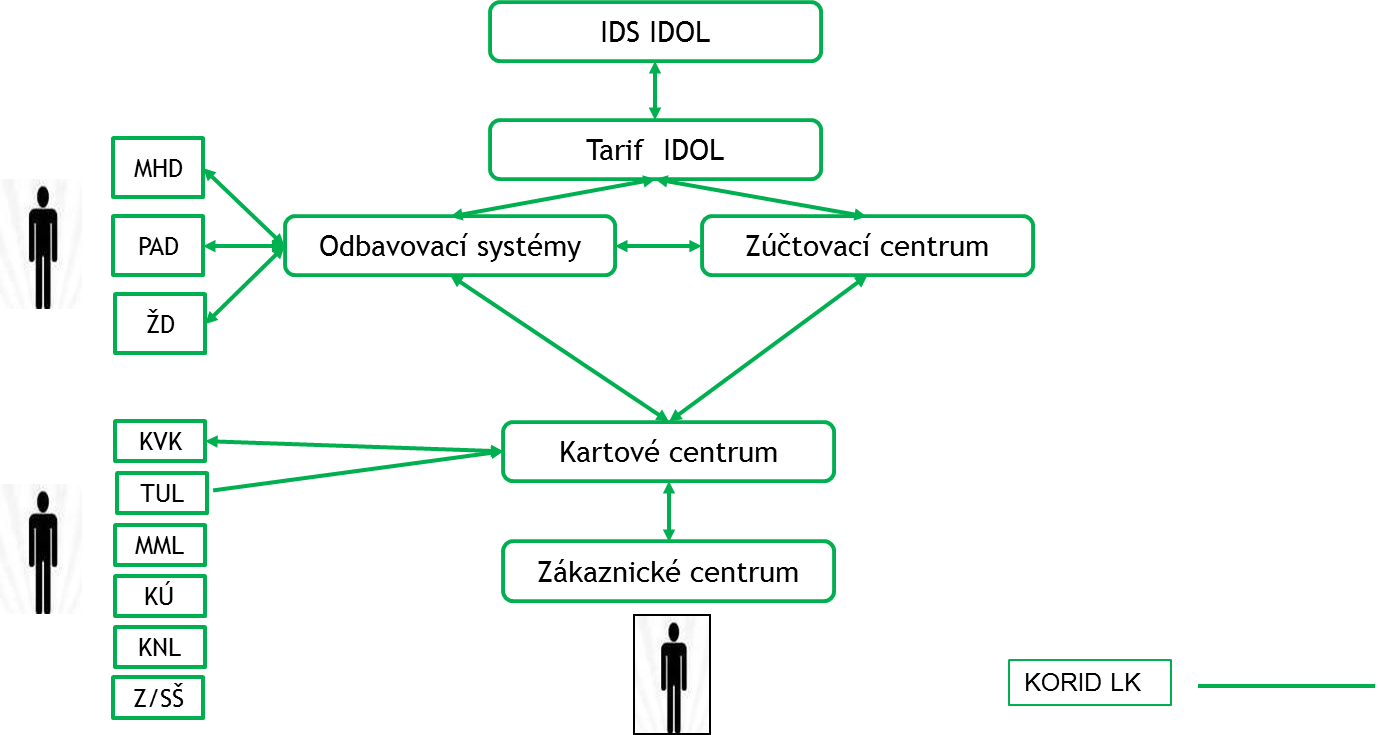 IDS IDOL
Tarif IDOL
MHD
PAD
ŽD
Odbavovací systémy
Zúčtovací centrum
KVK
TUL
MML
KÚ
KNL
Z/SŠ
Kartové centrum
Zákaznické centrum
KORID LK